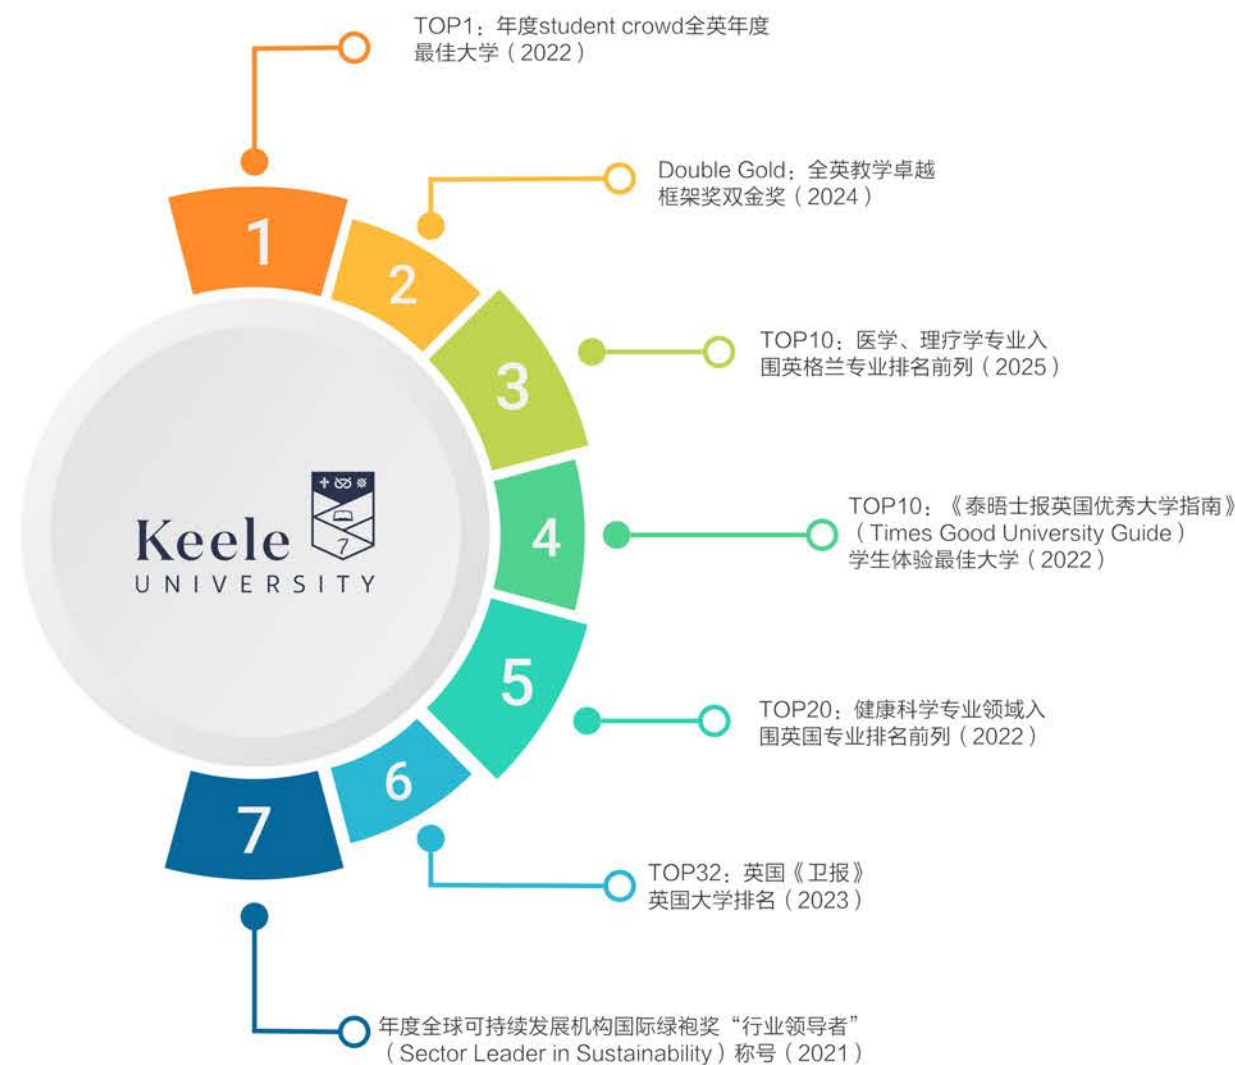 TOP1：年度student crowd全英年度
最佳大学（2022）
Double Gold：全英教学卓越
框架奖双金奖（2024）
1
2
TOP10：医学、理疗学专业入
围英格兰专业排名前列（2025）
3
Keele
UNIVERSITY
7
4
TOP10：《泰晤士报英国优秀大学指南》
（Times Good University Guide）
学生体验最佳大学（2022）
5
TOP20：健康科学专业领域入
围英国专业排名前列（2022）
6
7
TOP32：英国《卫报》
英国大学排名（2023）
年度全球可持续发展机构国际绿袍奖“行业领导者”
（Sector Leader in Sustainability）称号（2021）